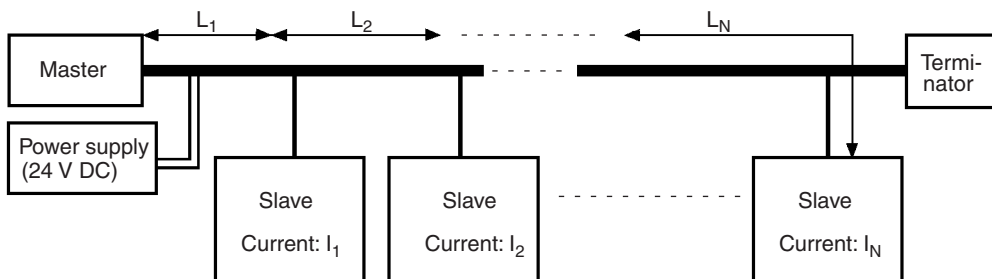 L1
L2
LN
Master
Termi-
nator
Power supply
(24 V DC)
Slave
Current: I1
Slave
Current: I2
Slave
Current: IN